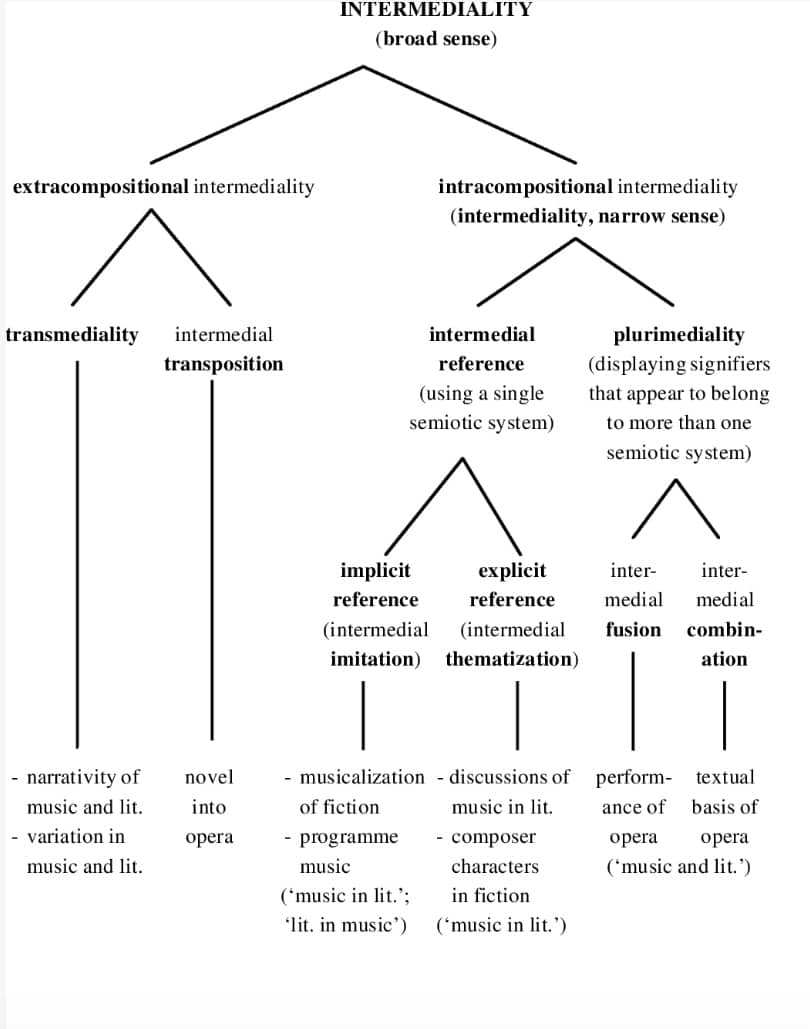 INTERMEDIALITY
(broad sense)
extracompositional intermediality
intracompositional intermediality
(intermediality, narrow sense)
transmediality
intermedial
transposition
intermedial
reference
(using a single
semiotic system)
plurimediality
(displaying signifiers
that appear to belong
to more than one
semiotic system)
implicit
reference
(intermedial
imitation)
explicit
reference
(intermedial
thematization)
inter-
medial
fusion
inter-
medial
combin-
ation
- narrativity of
music and lit.
- variation in
music and lit.
novel
into
opera
- musicalization
of fiction
- programme
music
(‘music in lit.’;
‘lit. in music’)
- discussions of
music in lit.
- composer
characters
in fiction
(‘music in lit.’)
perform-
ance of
opera
textual
basis of
opera
(‘music and lit.’)